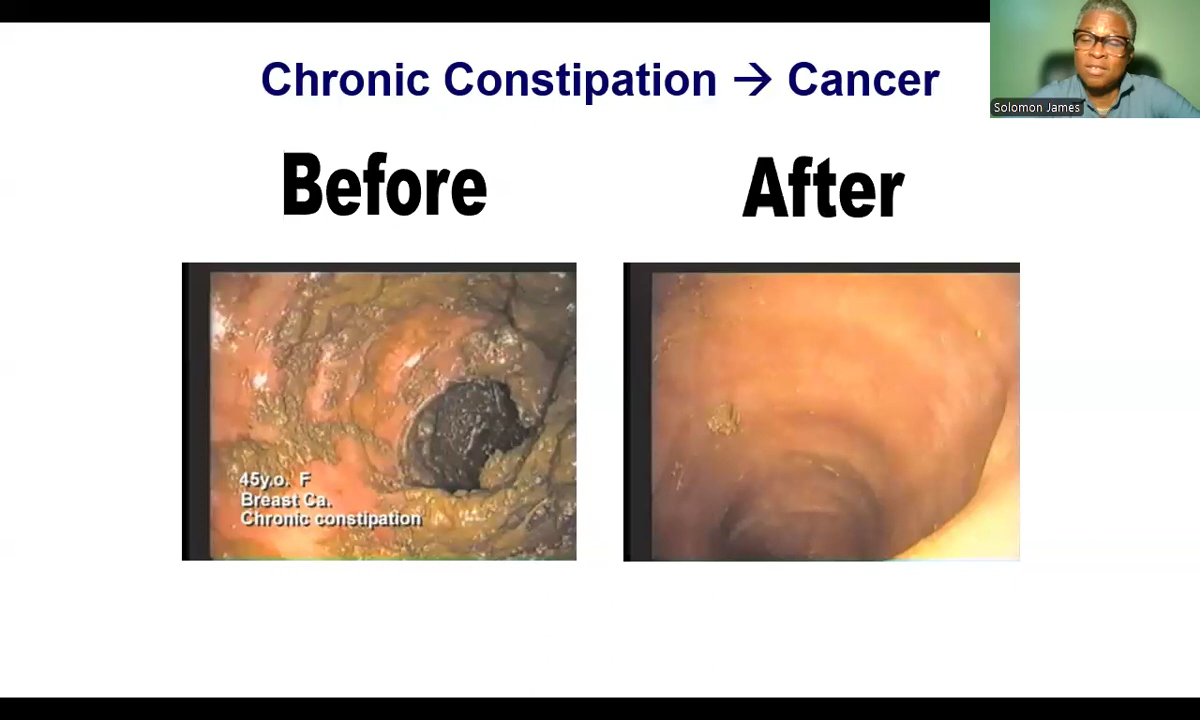 Chronic Constipation → Cancer
Solomon James
Before
After
45y.o. F
Breast Ca.
Chronic constipation